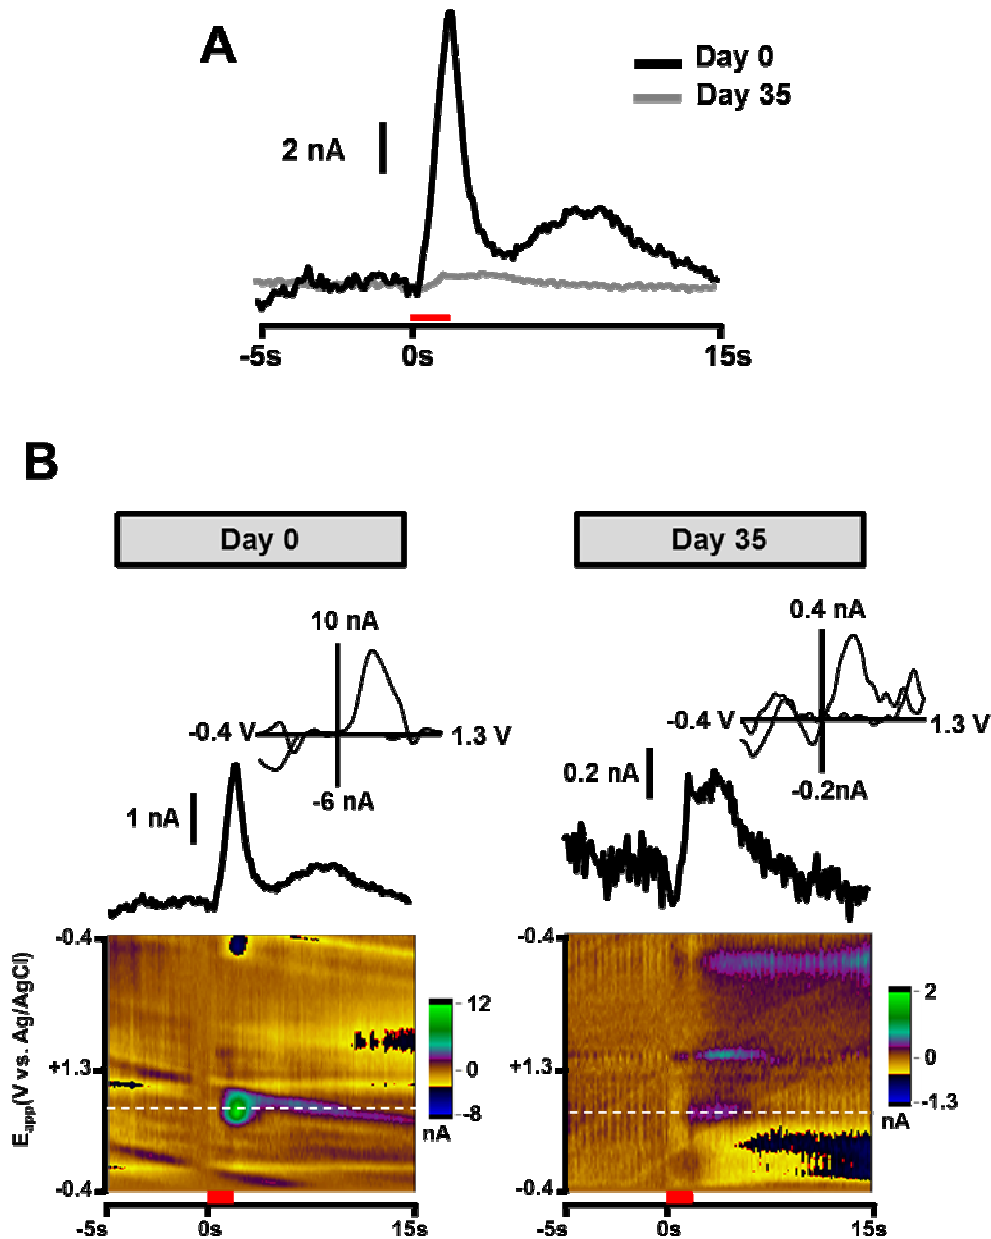 A
Day 0
Day 35
2 nA
-5s 0s 15s
B
Day 0 Day 35
10 nA 0.4 nA
-0.4 V 1.3 V -0.4 V 1.3 V
-6 nA -0.2nA
1 nA 0.2 nA
Eapp(V vs. Ag/AgCl)
-0.4 -0.4
+1.3 +1.3
-0.4 -0.4
12 2
0 0
-8 -1.3
nA nA
-5s 0s 15s -5s 0s 15s